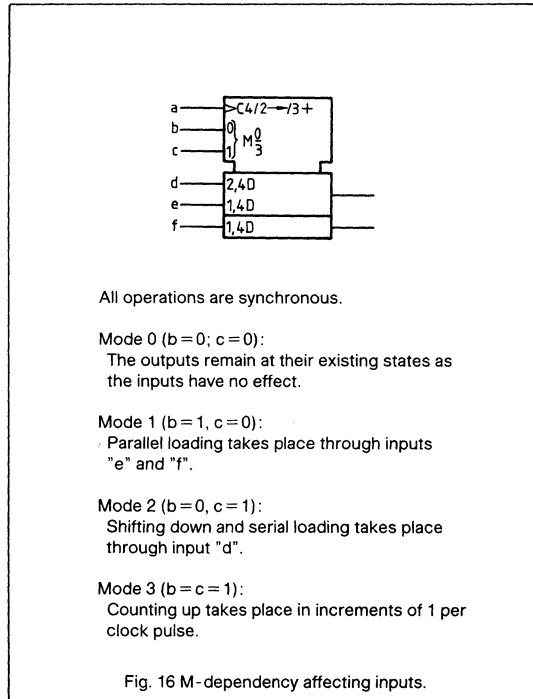 a C4/2→/3+
b 0 M 0/3
c 1
d 2,4D
e 1,4D
f 1,4D
All operations are synchronous.
Mode 0 (b=0; c=0):
The outputs remain at their existing states as
the inputs have no effect.
Mode 1 (b=1, c=0):
Parallel loading takes place through inputs
"e" and "f".
Mode 2 (b=0, c=1):
Shifting down and serial loading takes place
through input "d".
Mode 3 (b=c=1):
Counting up takes place in increments of 1 per
clock pulse.
Fig. 16 M-dependency affecting inputs.